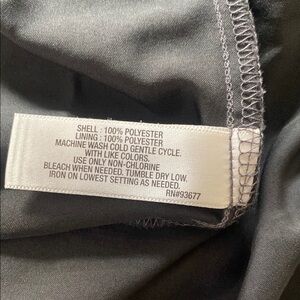 SHELL : 100% POLYESTER
LINING : 100% POLYESTER
MACHINE WASH COLD GENTLE CYCLE.
WITH LIKE COLORS.
USE ONLY NON-CHLORINE
BLEACH WHEN NEEDED. TUMBLE DRY LOW.
IRON ON LOWEST SETTING AS NEEDED.
RN#93677